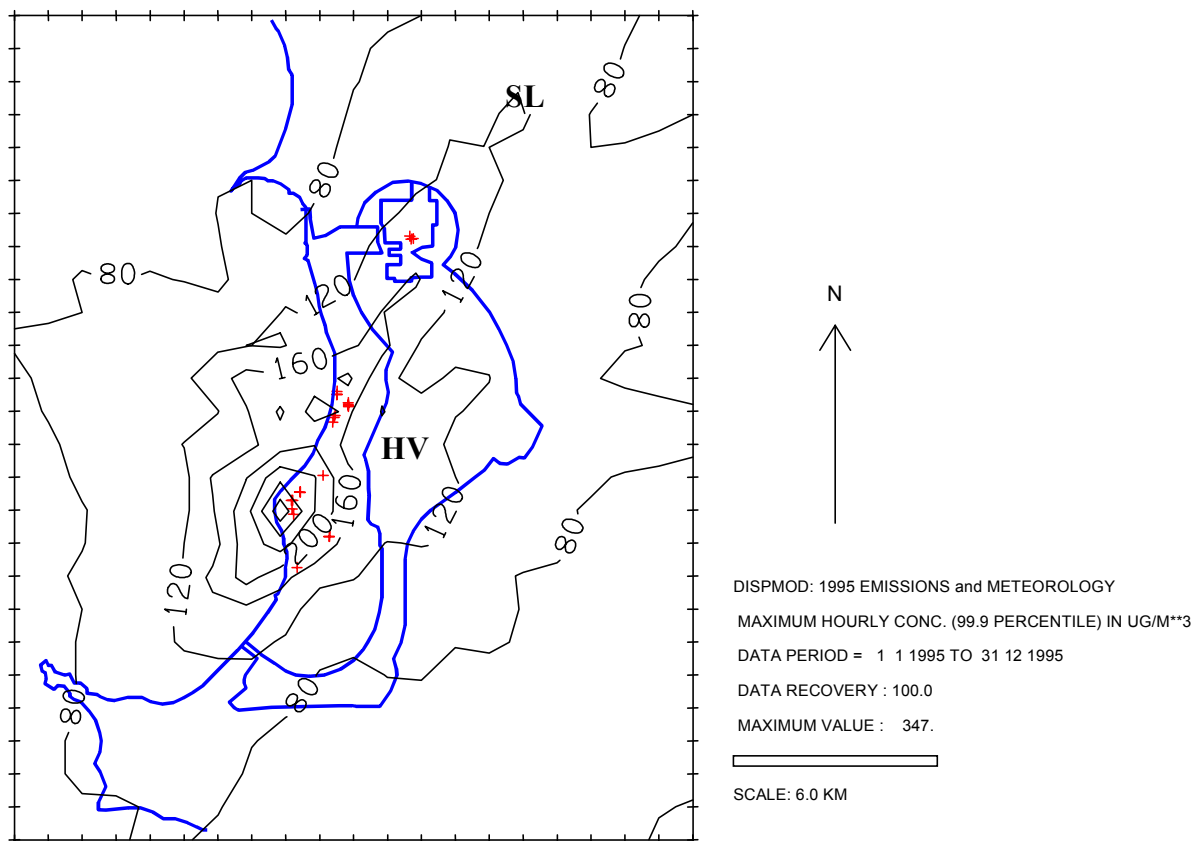 SL
80
80
80
120
120
N
80
160
HV
160
120
200
80
120
DISPMOD: 1995 EMISSIONS and METEOROLOGY
MAXIMUM HOURLY CONC. (99.9 PERCENTILE) IN UG/M**3
DATA PERIOD = 1 1 1995 TO 31 12 1995
DATA RECOVERY : 100.0
80
80
MAXIMUM VALUE : 347.
SCALE: 6.0 KM